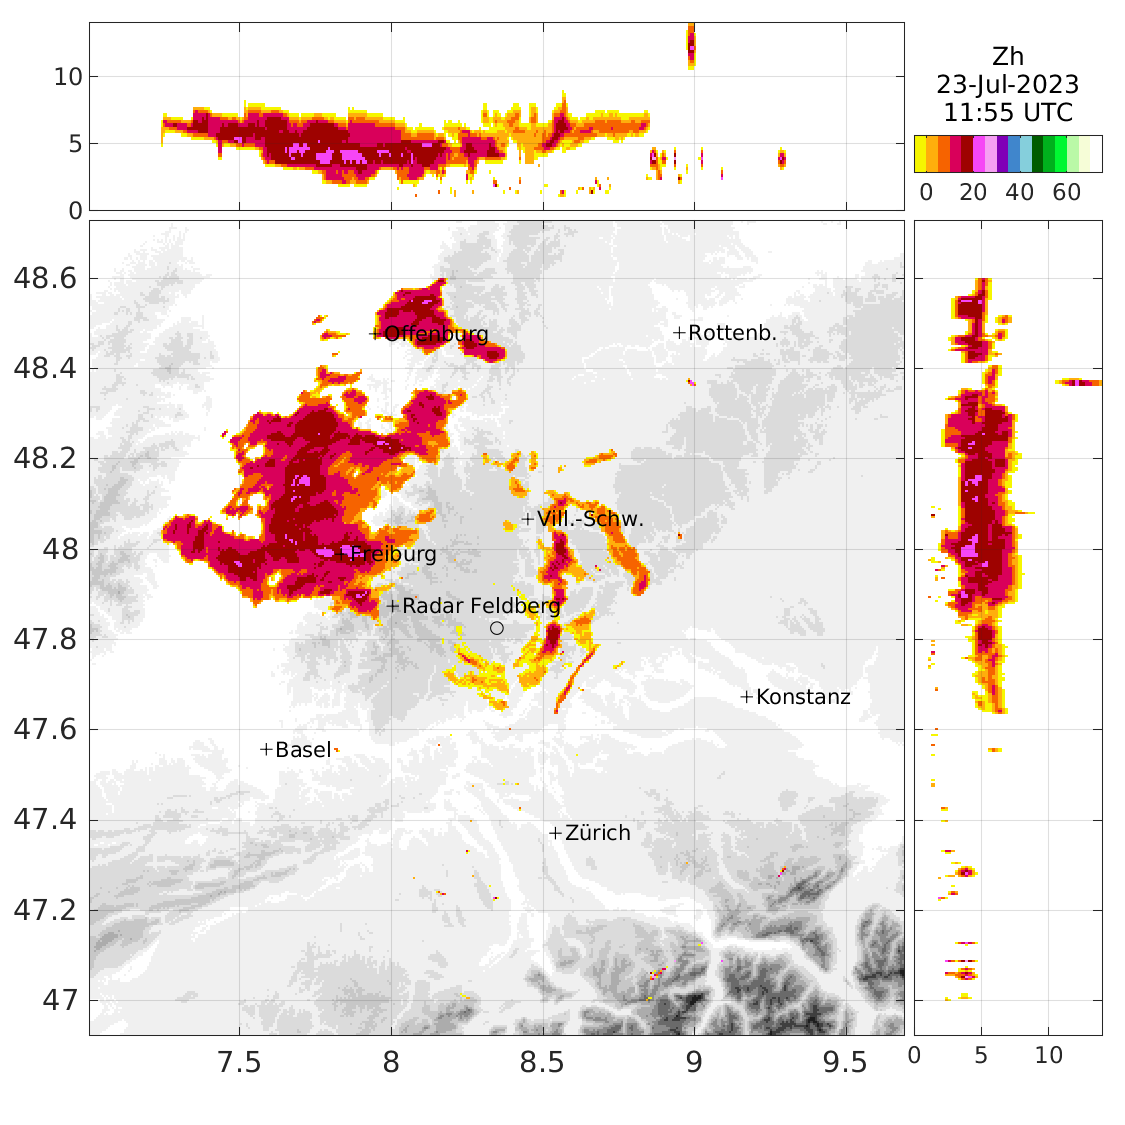 Zh
23-Jul-2023
11:55 UTC
0 20 40 60
10
5
0
48.6
48.4
48.2
48
47.8
47.6
47.4
47.2
47
+Offenburg
+Rottenb.
+Vill.-Schw.
+Freiburg
+Radar Feldberg
+Konstanz
+Basel
+Zürich
7.5 8 8.5 9 9.5
0 5 10